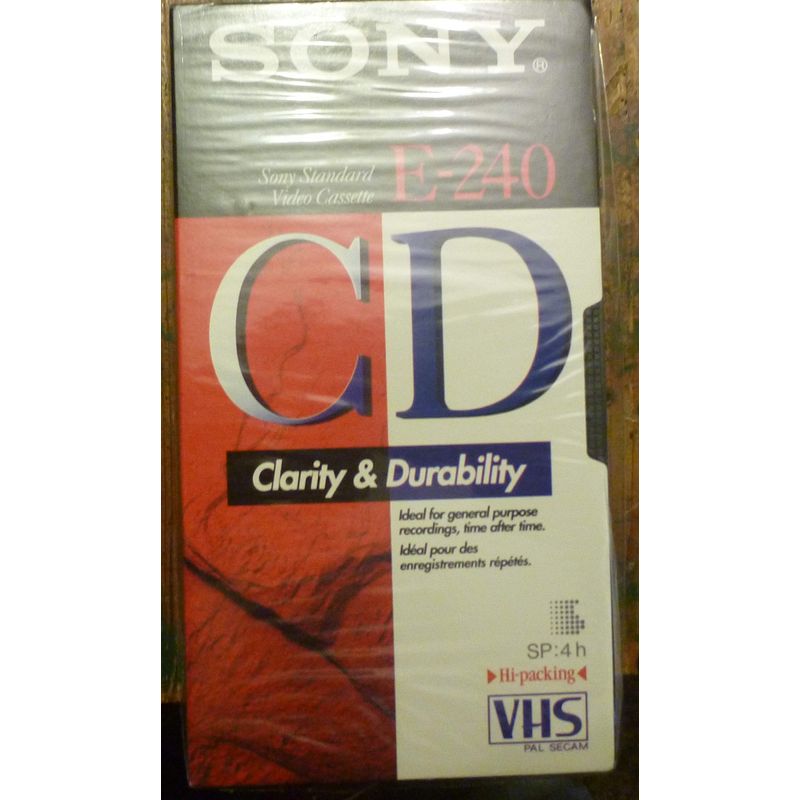 SONY®
Sony Standard
Video Cassette
E-240
CD
Clarity & Durability
Ideal for general purpose
recordings, time after time.
Idéal pour des
enregistrements répétés.
SP:4h
Hi-packing
VHS
PAL SECAM